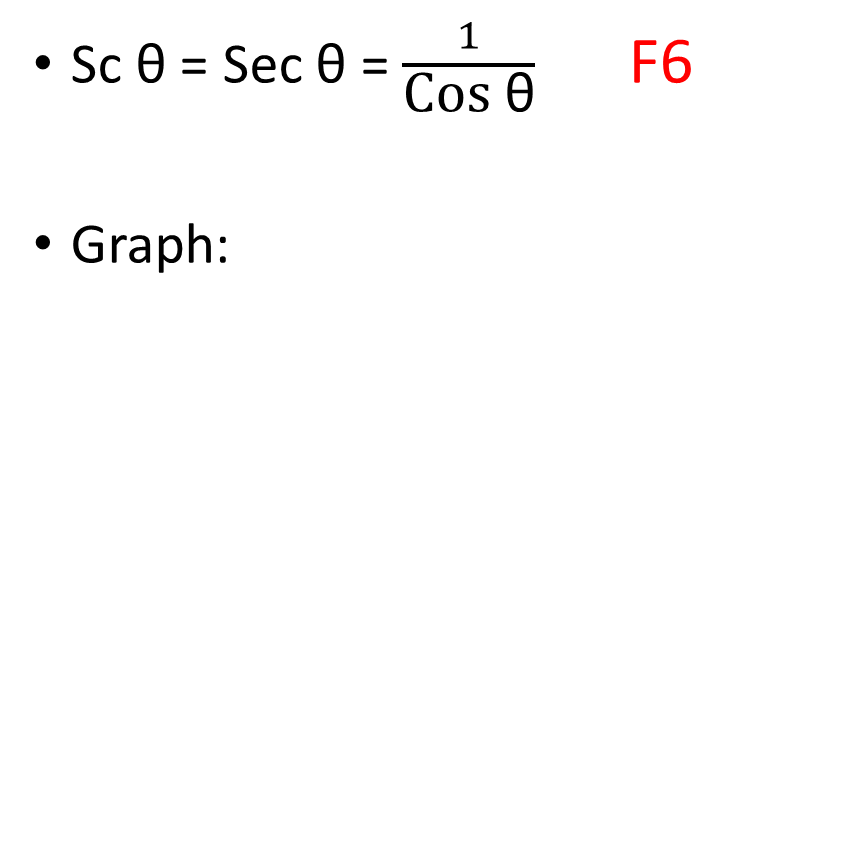 • Sc θ = Sec θ = 1/Cos θ F6
• Graph: